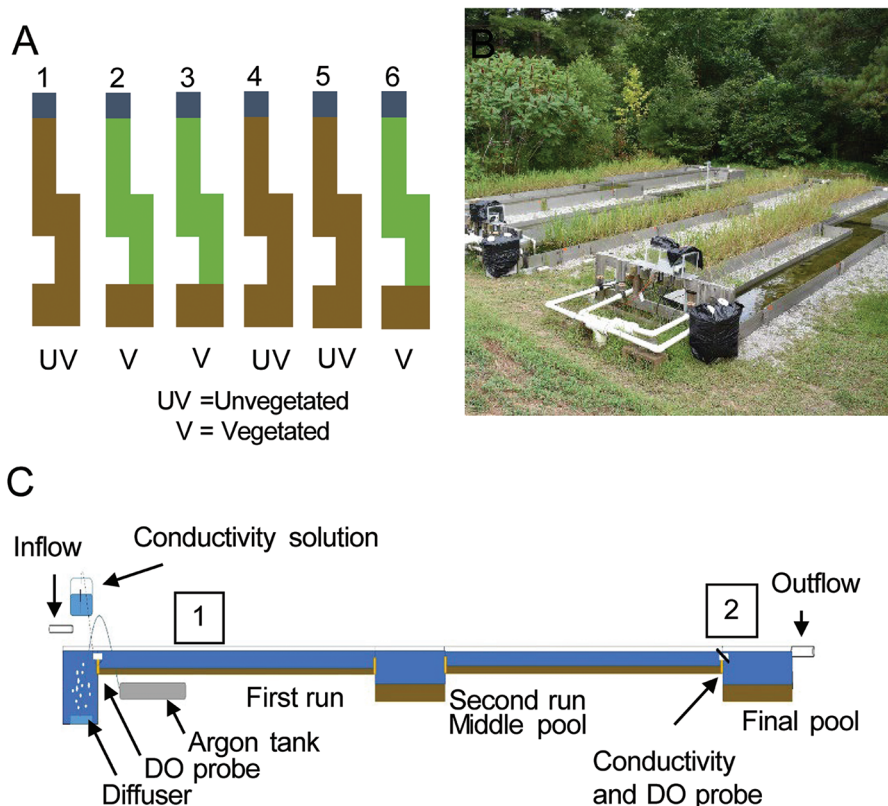 A
1 2 3 4 5 6
UV V V UV UV V
UV =Unvegetated
V = Vegetated
B
C
Inflow
Conductivity solution
1
2
Outflow
First run
Second run
Middle pool
Final pool
Argon tank
DO probe
Diffuser
Conductivity
and DO probe